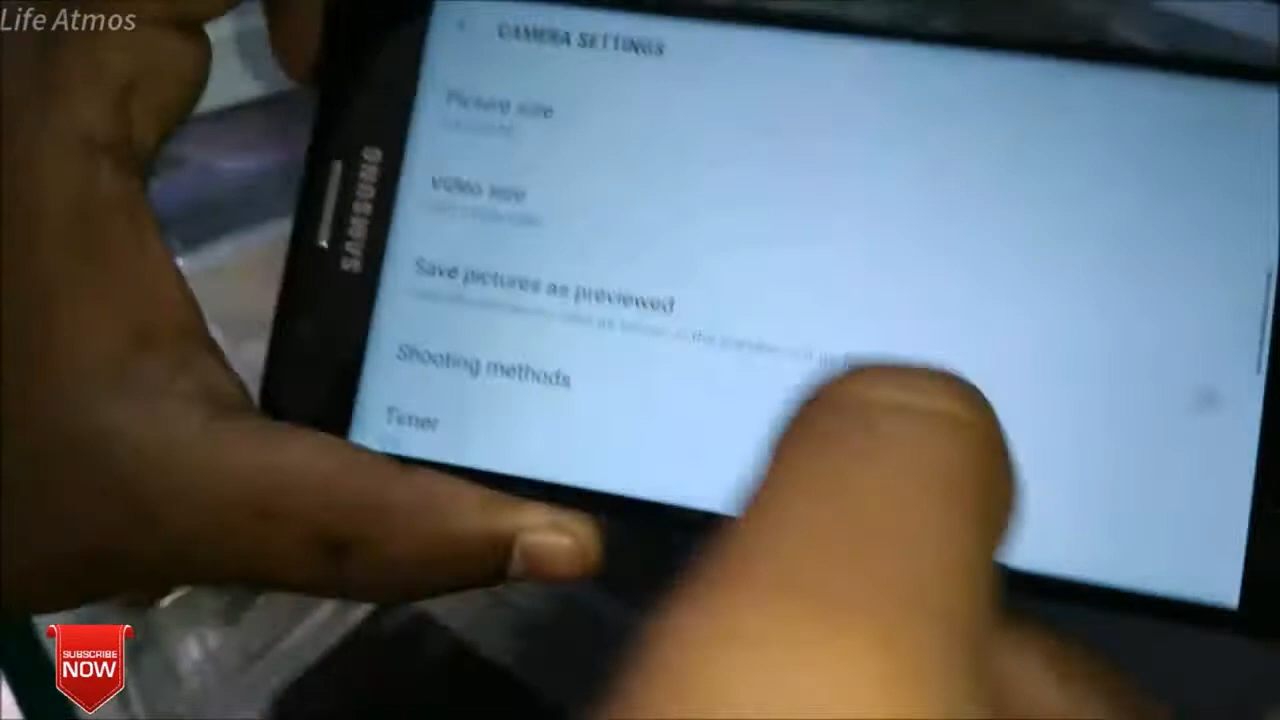 Life Atmos
CAMERA SETTINGS
Picture size
Video size
SAMSUNG
Save pictures as previewed
Shooting methods
Timer
SUBSCRIBE
NOW